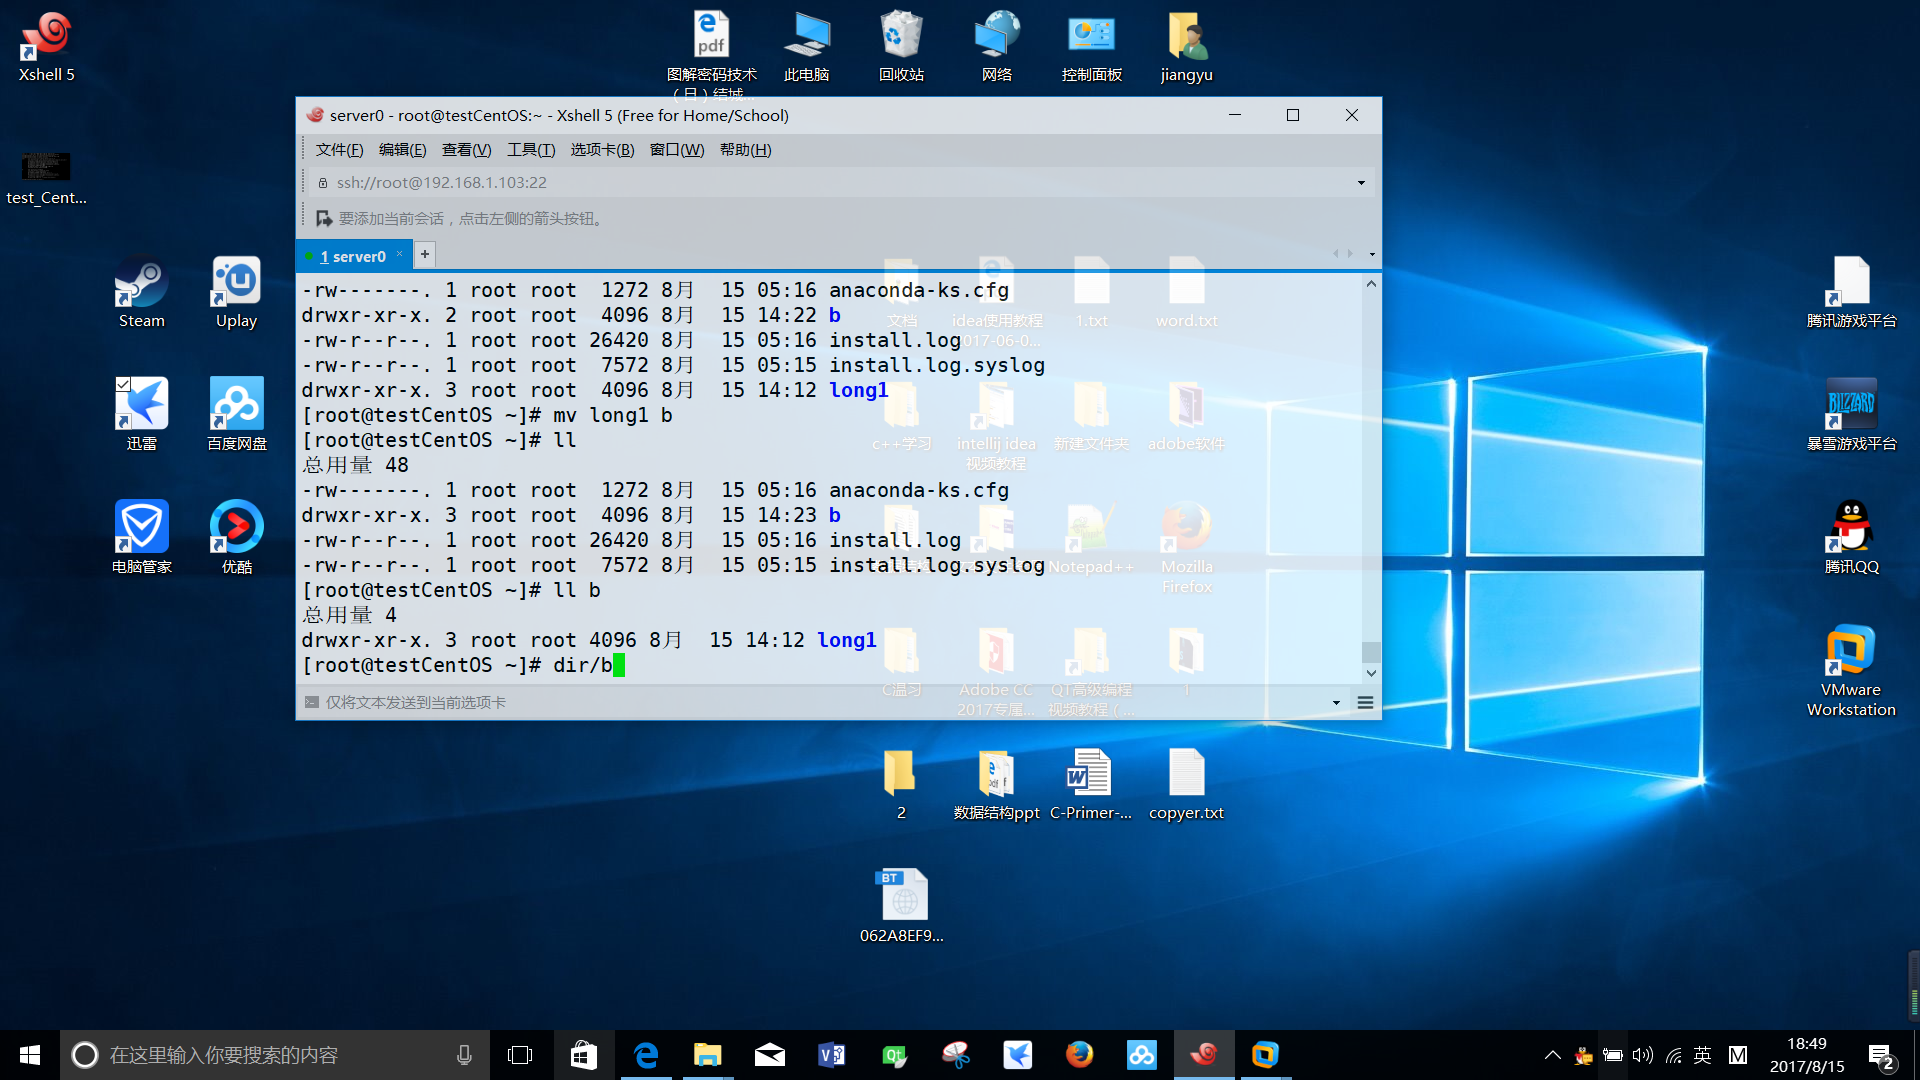 Xshell 5
图解密码技术
（日）结城...
此电脑
回收站
网络
控制面板
jiangyu
test_Cent...
server0 - root@testCentOS:~ - Xshell 5 (Free for Home/School)
文件(F) 编辑(E) 查看(V) 工具(T) 选项卡(B) 窗口(W) 帮助(H)
ssh://root@192.168.1.103:22
要添加当前会话，点击左侧的箭头按钮。
1 server0 × +
-rw-------. 1 root root  1272 8月  15 05:16 anaconda-ks.cfg
drwxr-xr-x. 2 root root  4096 8月  15 14:22 b
-rw-r--r--. 1 root root 26420 8月  15 05:16 install.log
-rw-r--r--. 1 root root  7572 8月  15 05:15 install.log.syslog
drwxr-xr-x. 3 root root  4096 8月  15 14:12 long1
[root@testCentOS ~]# mv long1 b
[root@testCentOS ~]# ll
总用量 48
-rw-------. 1 root root  1272 8月  15 05:16 anaconda-ks.cfg
drwxr-xr-x. 3 root root  4096 8月  15 14:23 b
-rw-r--r--. 1 root root 26420 8月  15 05:16 install.log
-rw-r--r--. 1 root root  7572 8月  15 05:15 install.log.syslog
[root@testCentOS ~]# ll b
总用量 4
drwxr-xr-x. 3 root root 4096 8月  15 14:12 long1
[root@testCentOS ~]# dir/b
仅将文本发送到当前选项卡
文档
idea使用教程
2017-06-0...
1.txt
word.txt
c++学习
intellij idea
视频教程
新建文件夹
adobe软件
Notepad++
Mozilla
Firefox
C温习
Adobe CC
2017专属...
QT高级编程
视频教程（...
1
Steam
Uplay
迅雷
百度网盘
电脑管家
优酷
腾讯游戏平台
BLIZZARD
暴雪游戏平台
腾讯QQ
VMware
Workstation
2
数据结构ppt
C-Primer-...
copyer.txt
BT
062A8EF9...
在这里输入你要搜索的内容
英
M
18:49
2017/8/15
2